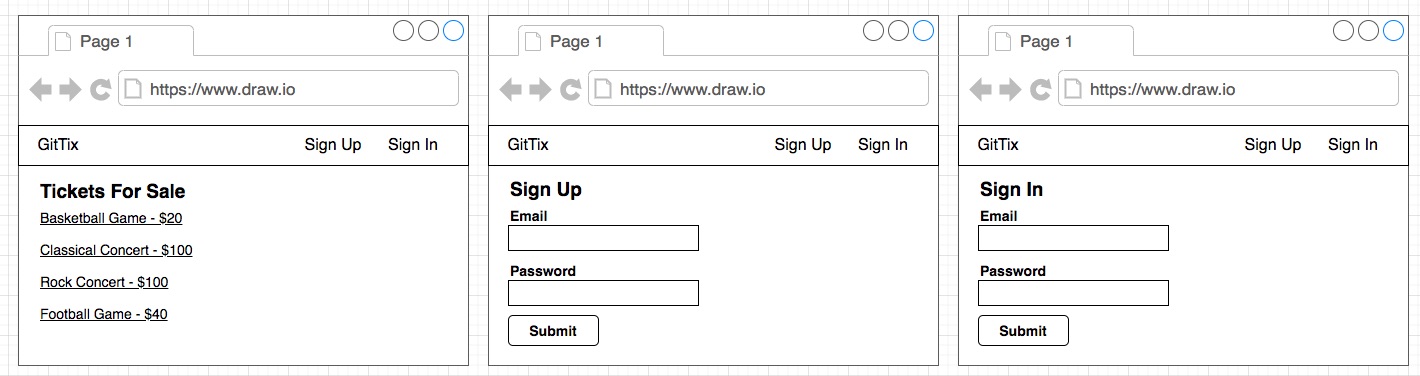 Page 1
https://www.draw.io
GitTix Sign Up Sign In
Tickets For Sale
Basketball Game - $20
Classical Concert - $100
Rock Concert - $100
Football Game - $40
Page 1
https://www.draw.io
GitTix Sign Up Sign In
Sign Up
Email
Password
Submit
Page 1
https://www.draw.io
GitTix Sign Up Sign In
Sign In
Email
Password
Submit